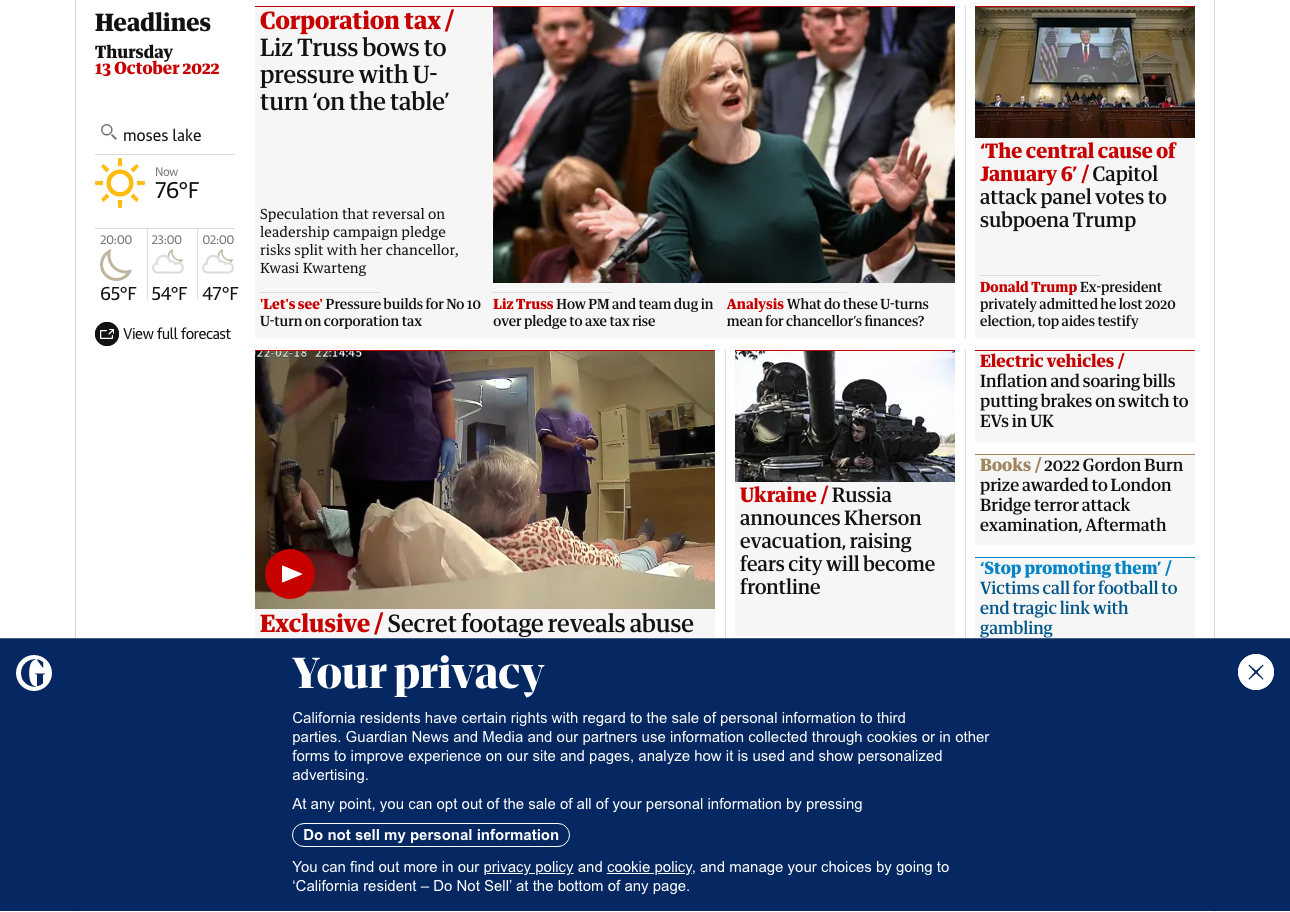 Headlines
Thursday
13 October 2022
moses lake
Now
76°F
20:00
23:00
02:00
65°F
54°F
47°F
View full forecast
Corporation tax /
Liz Truss bows to
pressure with U-
turn ‘on the table’
Speculation that reversal on
leadership campaign pledge
risks split with her chancellor,
Kwasi Kwarteng
'Let's see' Pressure builds for No 10
U-turn on corporation tax
Liz Truss How PM and team dug in
over pledge to axe tax rise
Analysis What do these U-turns
mean for chancellor’s finances?
‘The central cause of
January 6’ / Capitol
attack panel votes to
subpoena Trump
Donald Trump Ex-president
privately admitted he lost 2020
election, top aides testify
22-02-18 22:14:45
Exclusive / Secret footage reveals abuse
Ukraine / Russia
announces Kherson
evacuation, raising
fears city will become
frontline
Electric vehicles /
Inflation and soaring bills
putting brakes on switch to
EVs in UK
Books / 2022 Gordon Burn
prize awarded to London
Bridge terror attack
examination, Aftermath
‘Stop promoting them’ /
Victims call for football to
end tragic link with
gambling
G
Your privacy
California residents have certain rights with regard to the sale of personal information to third
parties. Guardian News and Media and our partners use information collected through cookies or in other
forms to improve experience on our site and pages, analyze how it is used and show personalized
advertising.
At any point, you can opt out of the sale of all of your personal information by pressing
Do not sell my personal information
You can find out more in our privacy policy and cookie policy, and manage your choices by going to
‘California resident – Do Not Sell’ at the bottom of any page.